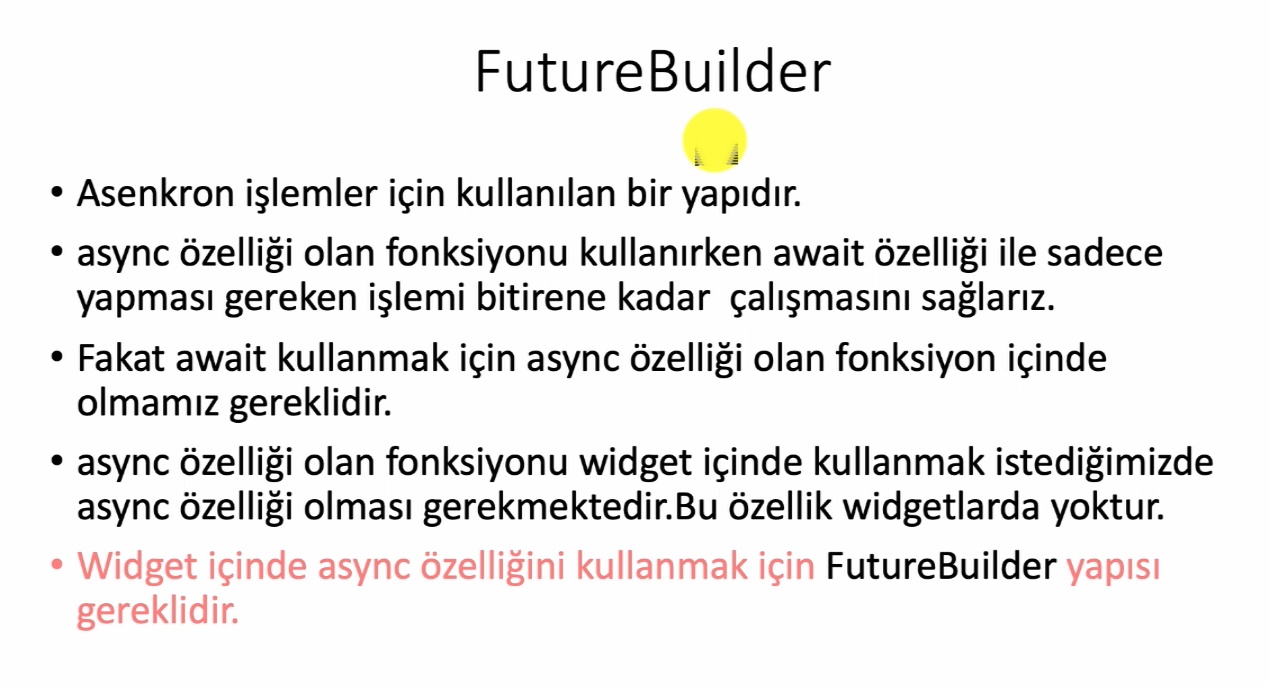 FutureBuilder
• Asenkron işlemler için kullanılan bir yapıdır.
• async özelliği olan fonksiyonu kullanırken await özelliği ile sadece
yapması gereken işlemi bitirene kadar  çalışmasını sağlarız.
• Fakat await kullanmak için async özelliği olan fonksiyon içinde
olmamız gereklidir.
• async özelliği olan fonksiyonu widget içinde kullanmak istediğimizde
async özelliği olması gerekmektedir.Bu özellik widgetlarda yoktur.
• Widget içinde async özelliğini kullanmak için FutureBuilder yapısı
gereklidir.